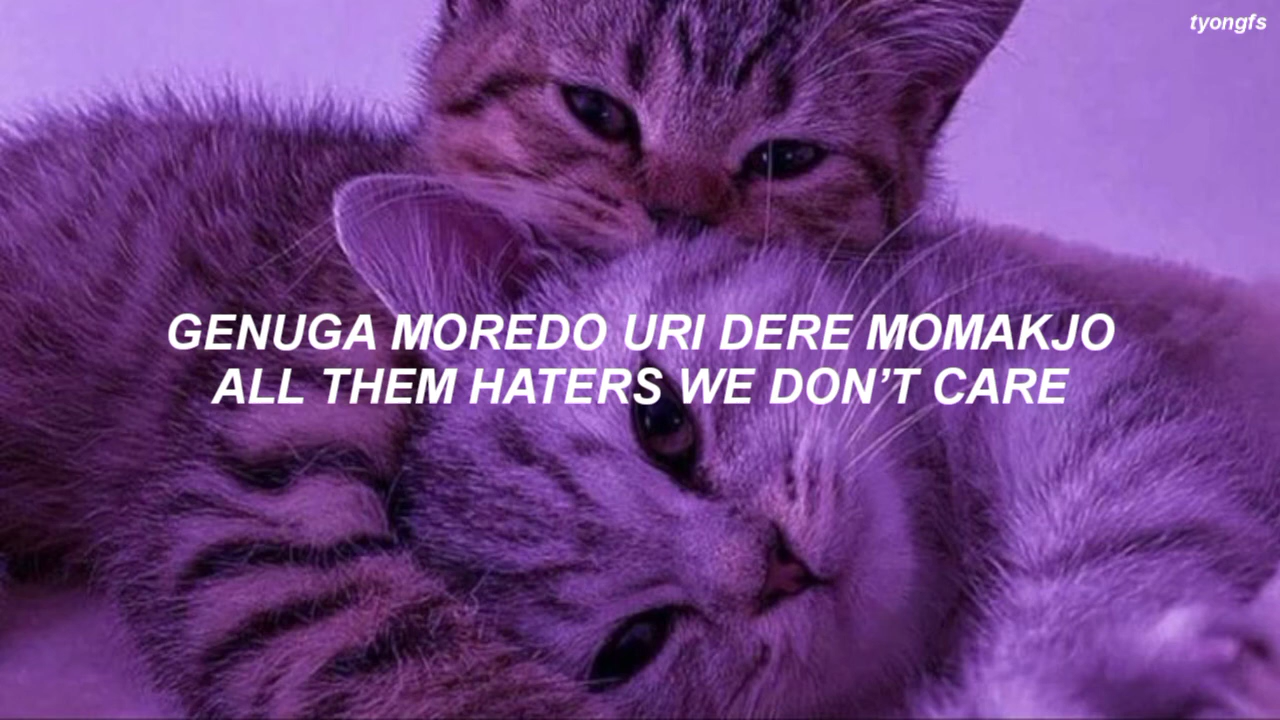 tyongfs
GENUGA MOREDO URI DERE MOMAKJO
ALL THEM HATERS WE DON’T CARE